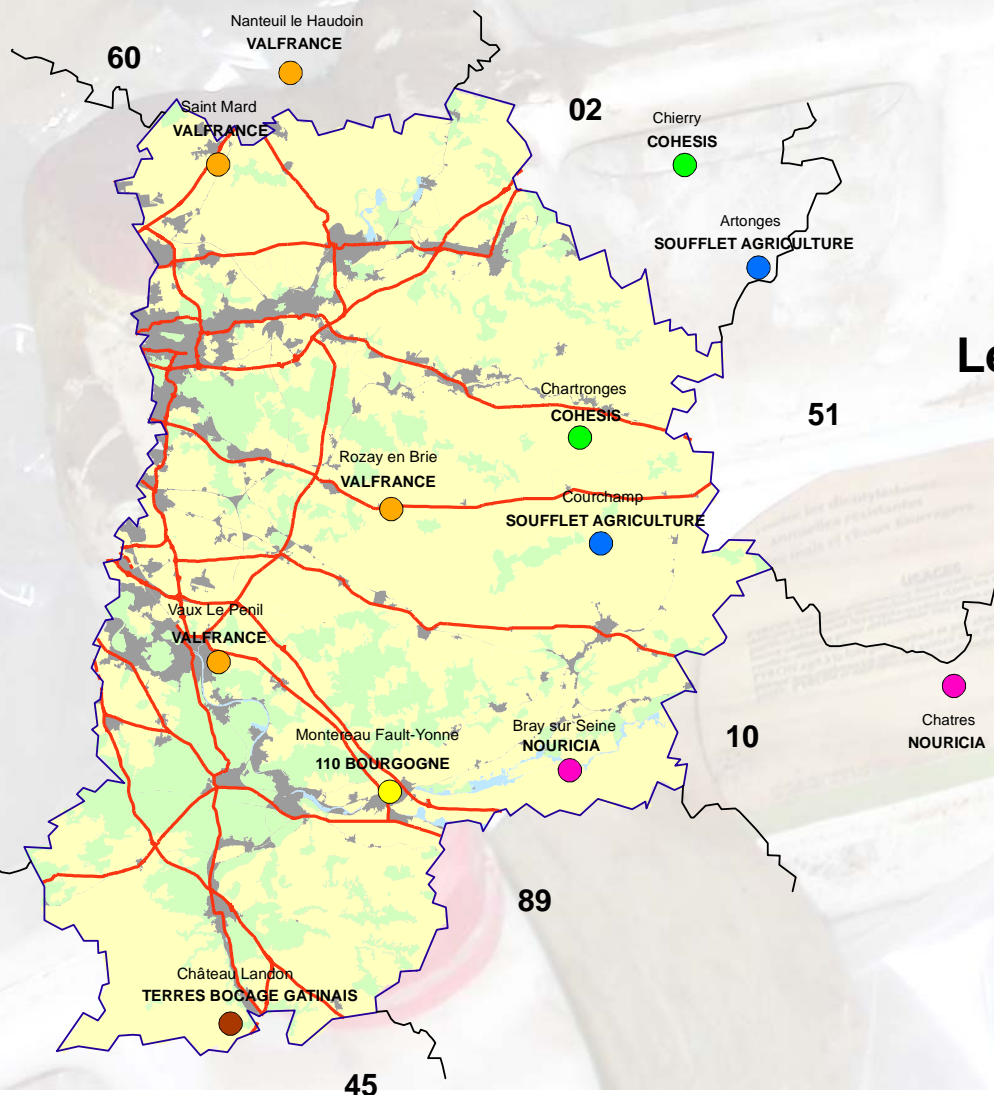 Nanteuil le Haudoin
VALFRANCE
60
Saint Mard
VALFRANCE
02
Chierry
COHESIS
Artonges
SOUFFLET AGRICULTURE
Le
Chartronges
COHESIS
51
Rozay en Brie
VALFRANCE
Courchamp
SOUFFLET AGRICULTURE
Vaux Le Penil
VALFRANCE
Montereau Fault-Yonne
110 BOURGOGNE
Bray sur Seine
NOURICIA
10
Chatres
NOURICIA
89
Château Landon
TERRES BOCAGE GATINAIS
45